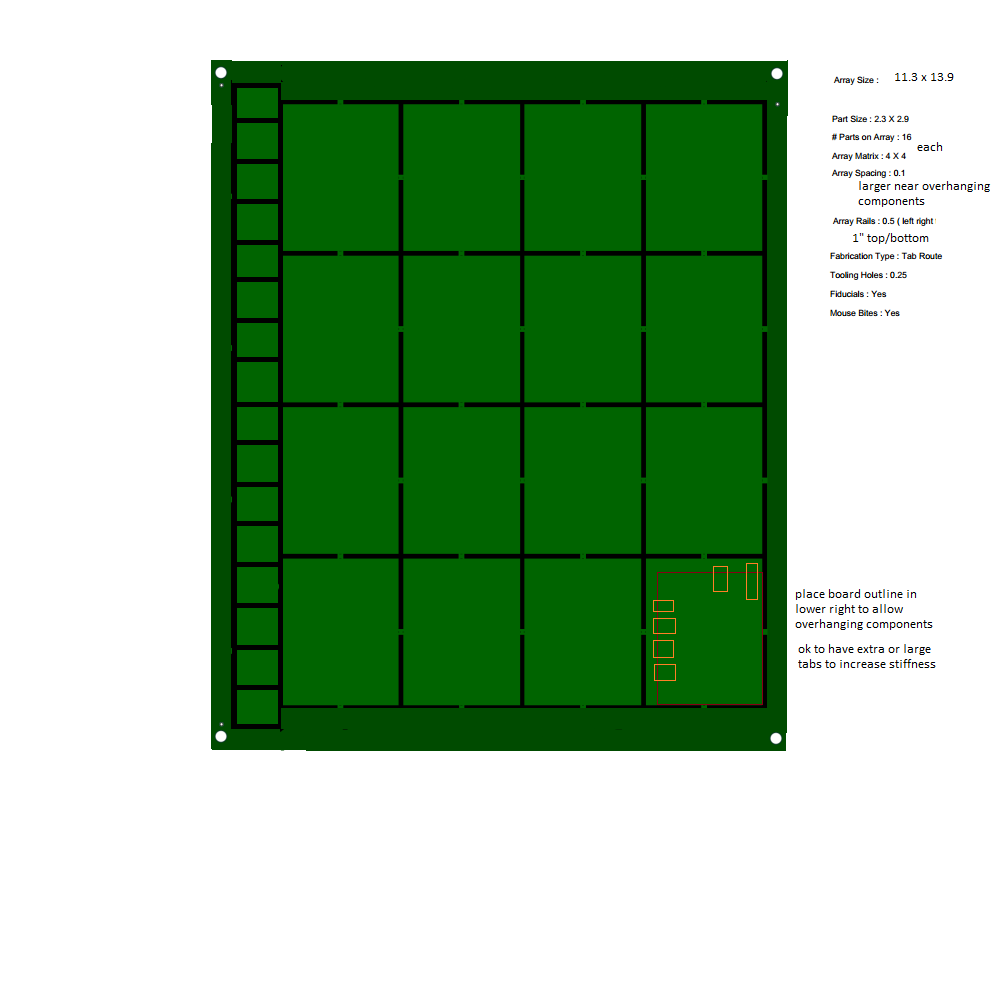 Array Size : 11.3 x 13.9
Part Size : 2.3 X 2.9
# Parts on Array : 16
each
Array Matrix : 4 X 4
Array Spacing : 0.1
larger near overhanging
components
Array Rails : 0.5 ( left right
1" top/bottom
Fabrication Type : Tab Route
Tooling Holes : 0.25
Fiducials : Yes
Mouse Bites : Yes
place board outline in
lower right to allow
overhanging components
ok to have extra or large
tabs to increase stiffness